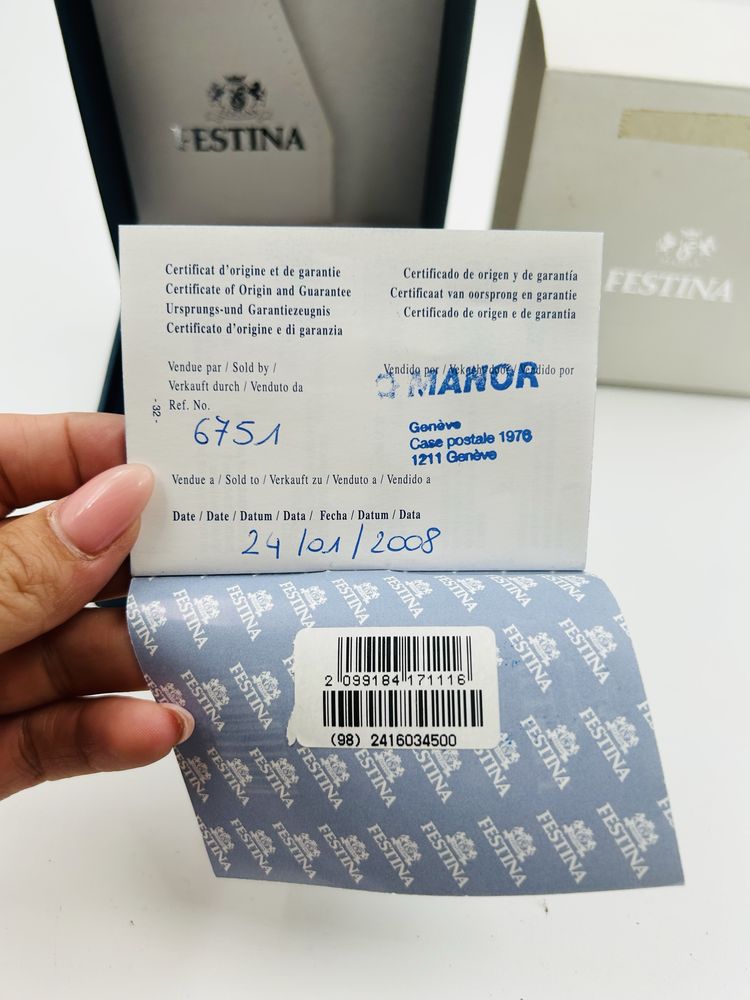 FESTINA
FESTINA
Certificat d'origine et de garantie
Certificate of Origin and Guarantee
Ursprungs-und Garantiezeugnis
Certificato d'origine e di garanzia
Certificado de origen y de garantía
Certificaat van oorsprong en garantie
Certificado de origen e de garantía
Vendue par / Sold by /
Verkauft durch / Venduto da
Vendido por / Vekocht door / Vendido por
MANOR
Genève
Case postale 1976
1211 Genève
- 32 -
Ref. No.
6751
Vendue a / Sold to / Verkauft zu / Venduto a / Vendido a
Date / Date / Datum / Data / Fecha / Datum / Data
24/01/2008
FESTINA
2 099184 171116
(98) 2416034500